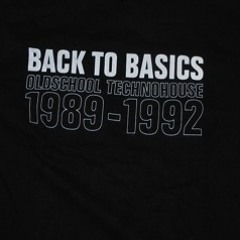 BACK TO BASICS
OLDSCHOOL TECHNOHOUSE
1989-1992